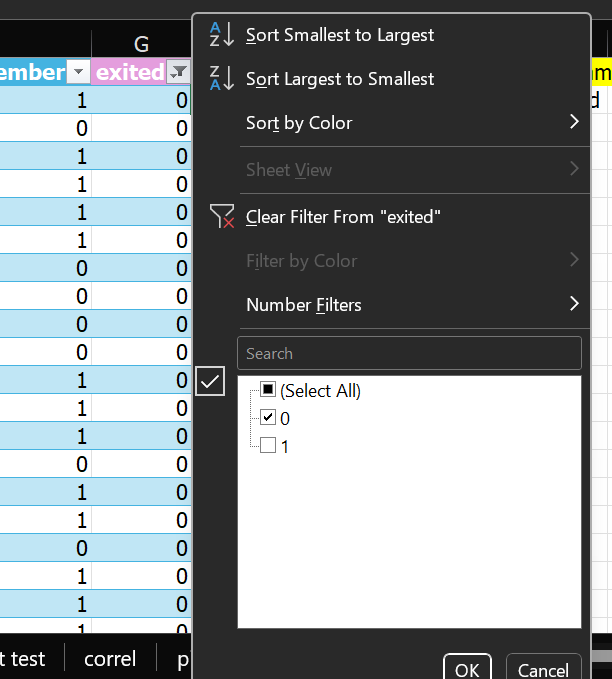 G
ember exited
Sort Smallest to Largest
Sort Largest to Smallest
Sort by Color
Sheet View
Clear Filter From "exited"
Filter by Color
Number Filters
Search
(Select All)
0
1
1 0
0 0
1 0
1 0
1 0
1 0
0 0
0 0
0 0
0 0
1 0
1 0
1 0
0 0
1 0
1 0
0 0
1 0
1 0
1 0
t test correl p
OK Cancel